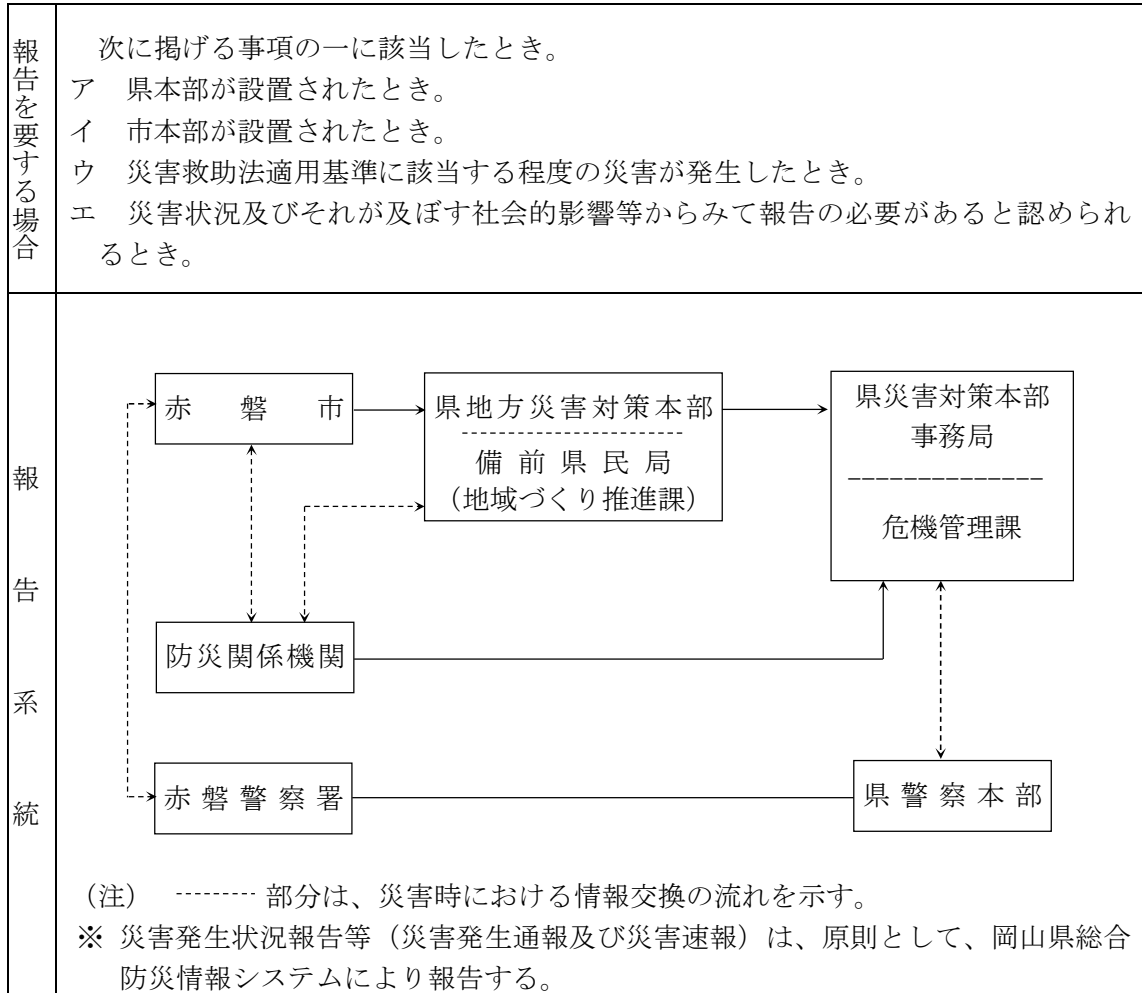 報告を要する場合
次に掲げる事項の一に該当したとき。
ア 県本部が設置されたとき。
イ 市本部が設置されたとき。
ウ 災害救助法適用基準に該当する程度の災害が発生したとき。
エ 災害状況及びそれが及ぼす社会的影響等からみて報告の必要があると認められ
るとき。
報告系統
赤磐市
県地方災害対策本部
備前県民局
(地域づくり推進課)
県災害対策本部
事務局
危機管理課
防災関係機関
赤磐警察署
県警察本部
(注) --------- 部分は、災害時における情報交換の流れを示す。
※ 災害発生状況報告等(災害発生通報及び災害速報)は、原則として、岡山県総合
防災情報システムにより報告する。